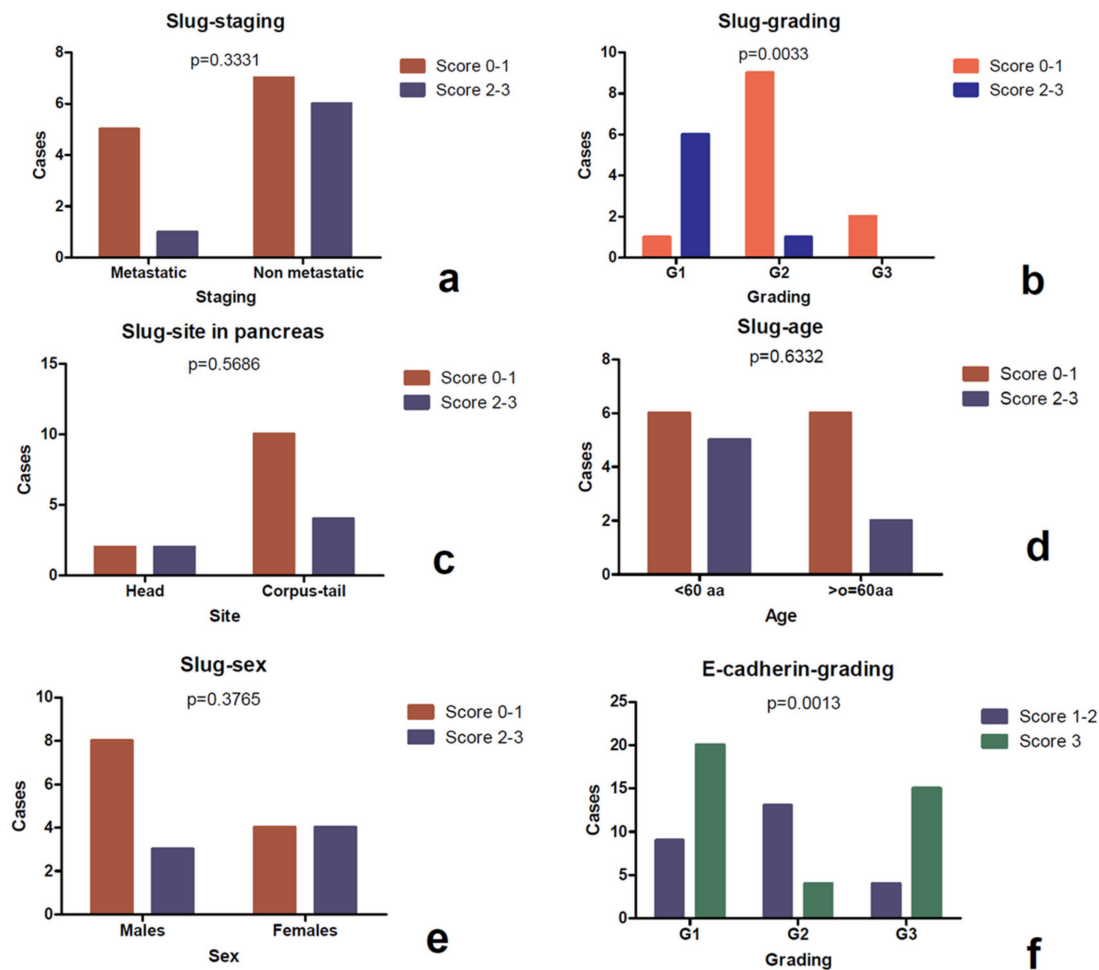 Slug-staging
p=0.3331
Score 0-1
Score 2-3
8
6
4
2
0
Cases
Metastatic
Non metastatic
Staging
a
Slug-grading
p=0.0033
Score 0-1
Score 2-3
10
8
6
4
2
0
Cases
G1
G2
G3
Grading
b
Slug-site in pancreas
p=0.5686
Score 0-1
Score 2-3
15
10
5
0
Cases
Head
Corpus-tail
Site
c
Slug-age
p=0.6332
Score 0-1
Score 2-3
8
6
4
2
0
Cases
<60 aa
>o=60aa
Age
d
Slug-sex
p=0.3765
Score 0-1
Score 2-3
10
8
6
4
2
0
Cases
Males
Females
Sex
e
E-cadherin-grading
p=0.0013
Score 1-2
Score 3
25
20
15
10
5
0
Cases
G1
G2
G3
Grading
f